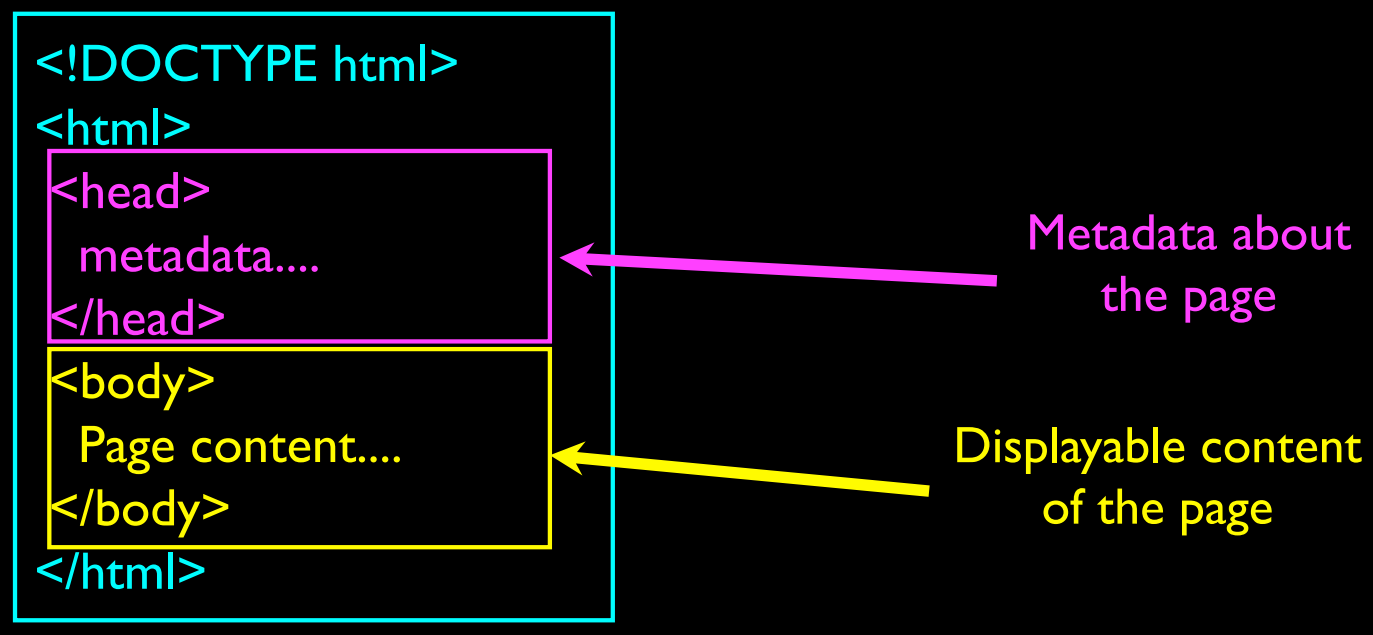 <!DOCTYPE html>
<html>
<head>
metadata....
</head>
<body>
Page content....
</body>
</html>
Metadata about
the page
Displayable content
of the page